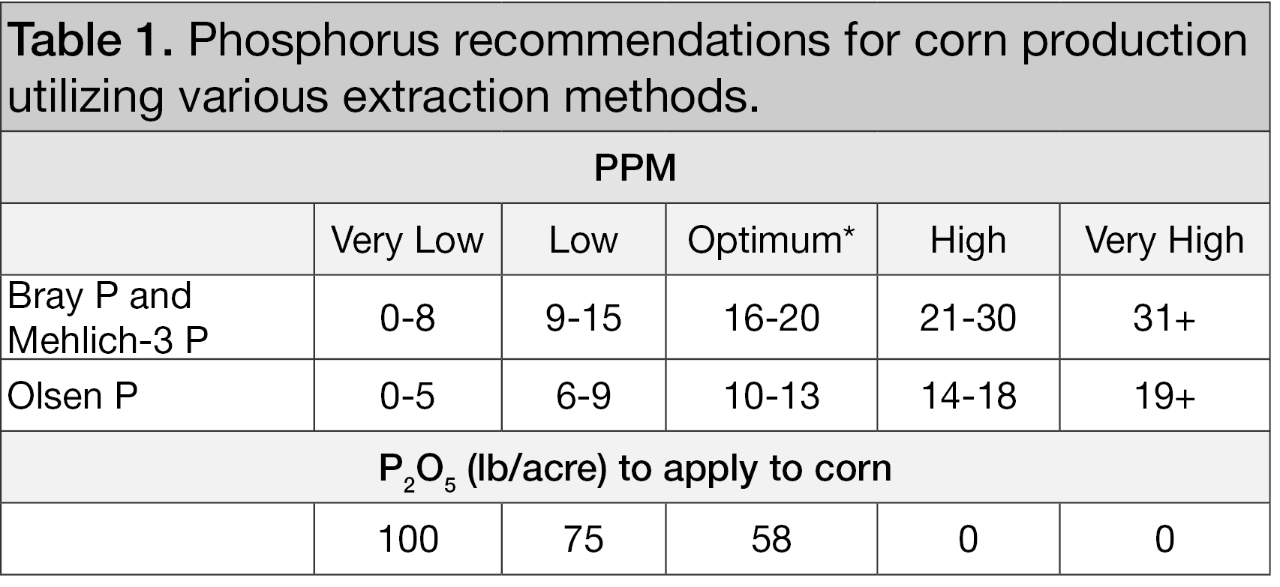 Table 1. Phosphorus recommendations for corn production
utilizing various extraction methods.
PPM
Very Low Low Optimum* High Very High
Bray P and
Mehlich-3 P 0-8 9-15 16-20 21-30 31+
Olsen P 0-5 6-9 10-13 14-18 19+
P₂O₅ (lb/acre) to apply to corn
100 75 58 0 0